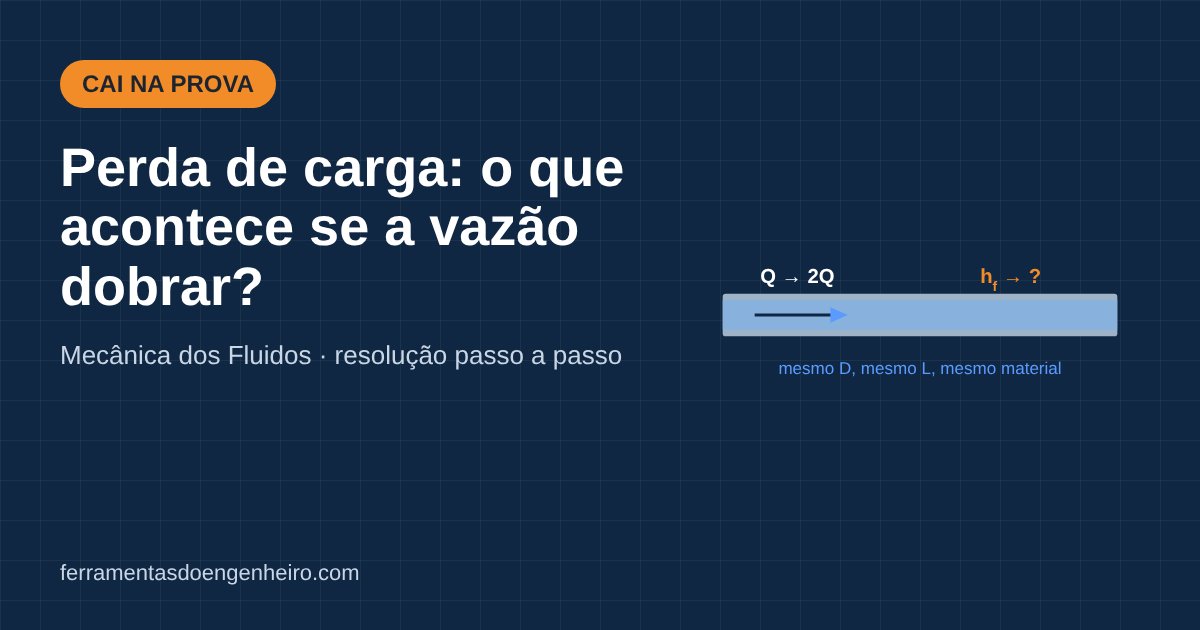 CAI NA PROVA
Perda de carga: o que
acontece se a vazão
dobrar?
Mecânica dos Fluidos · resolução passo a passo
Q → 2Q
hf → ?
mesmo D, mesmo L, mesmo material
ferramentasdoengenheiro.com